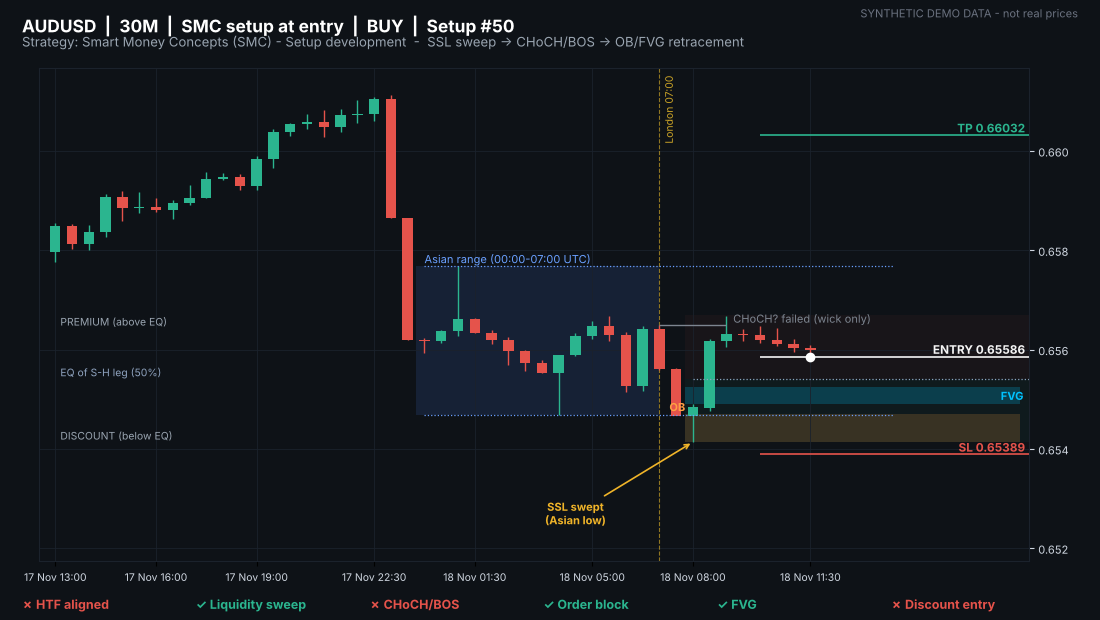 SYNTHETIC DEMO DATA - not real prices
AUDUSD | 30M | SMC setup at entry | BUY | Setup #50
Strategy: Smart Money Concepts (SMC) - Setup development - SSL sweep → CHoCH/BOS → OB/FVG retracement
London 07:00
TP 0.66032
0.660
0.658
Asian range (00:00-07:00 UTC)
PREMIUM (above EQ)
CHoCH? failed (wick only)
ENTRY 0.65586
0.656
EQ of S-H leg (50%)
FVG
OB
DISCOUNT (below EQ)
SL 0.65389
0.654
SSL swept
(Asian low)
0.652
17 Nov 13:00 17 Nov 16:00 17 Nov 19:00 17 Nov 22:30 18 Nov 01:30 18 Nov 05:00 18 Nov 08:00 18 Nov 11:30
× HTF aligned ✓ Liquidity sweep × CHoCH/BOS ✓ Order block ✓ FVG × Discount entry